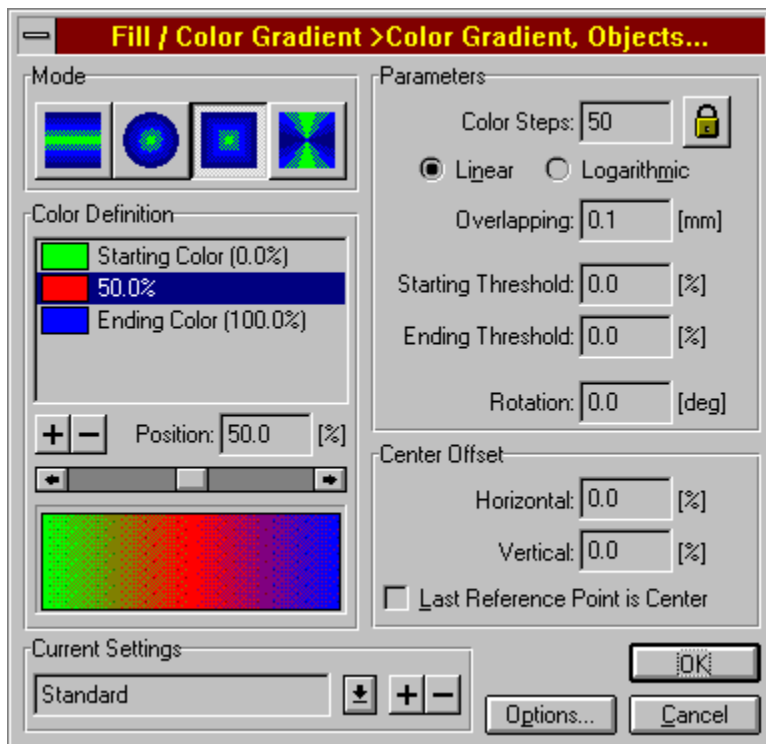 Fill / Color Gradient >Color Gradient, Objects...
Mode
Color Definition
Starting Color (0.0%)
50.0%
Ending Color (100.0%)
+ - Position: 50.0 [%]
Parameters
Color Steps: 50
Linear Logarithmic
Overlapping: 0.1 [mm]
Starting Threshold: 0.0 [%]
Ending Threshold: 0.0 [%]
Rotation: 0.0 [deg]
Center Offset
Horizontal: 0.0 [%]
Vertical: 0.0 [%]
Last Reference Point is Center
Current Settings
Standard + -
OK
Options... Cancel